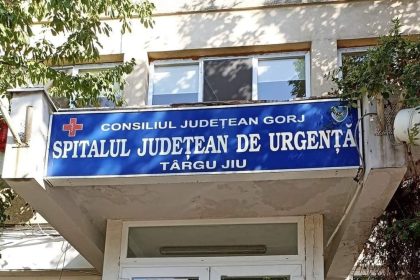 CONSILIUL JUDEȚEAN GORJ
SPITALUL JUDEȚEAN DE URGENȚĂ
TÂRGU JIU